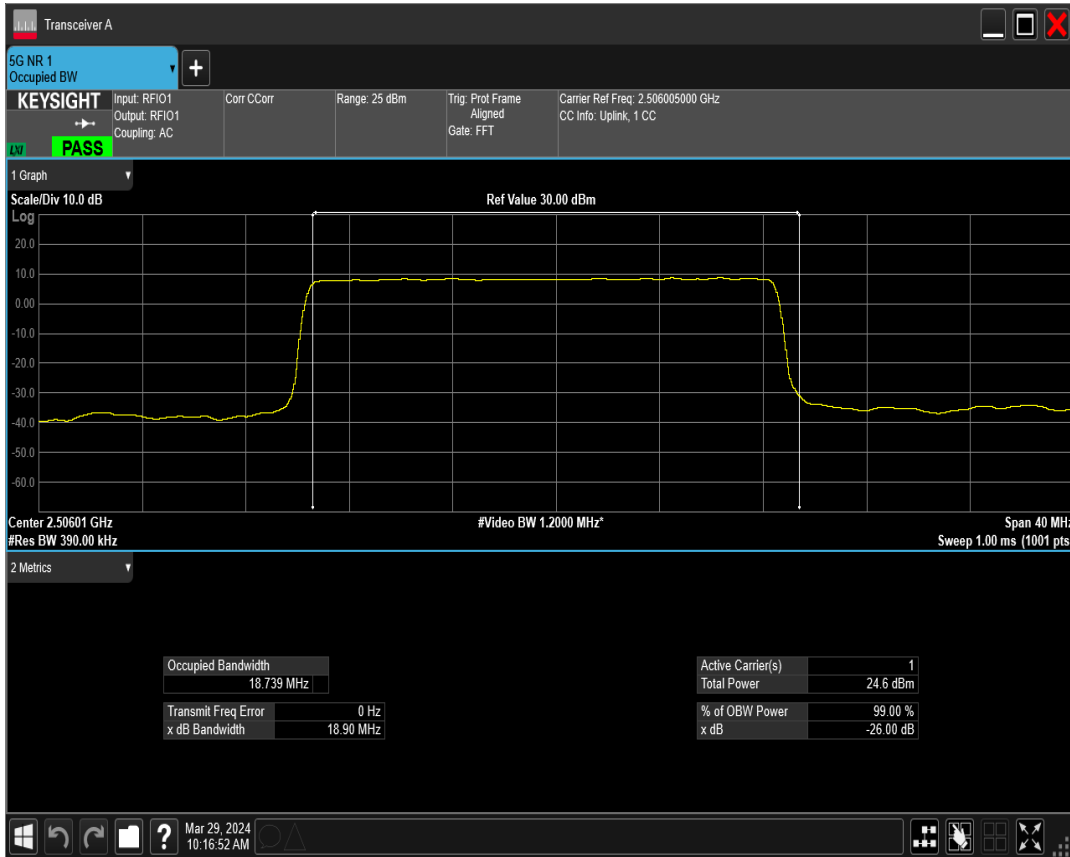 Transceiver A
5G NR 1
Occupied BW
KEYSIGHT
Input: RFIO1
Output: RFIO1
Coupling: AC
Corr CCorr
Range: 25 dBm
Trig: Prot Frame
Aligned
Gate: FFT
Carrier Ref Freq: 2.506005000 GHz
CC Info: Uplink, 1 CC
LXI
PASS
1 Graph
Scale/Div 10.0 dB
Ref Value 30.00 dBm
Log
20.0
10.0
0.00
-10.0
-20.0
-30.0
-40.0
-50.0
-60.0
Center 2.50601 GHz
#Video BW 1.2000 MHz*
Span 40 MHz
#Res BW 390.00 kHz
Sweep 1.00 ms (1001 pts
2 Metrics
Occupied Bandwidth
18.739 MHz
Transmit Freq Error 0 Hz
x dB Bandwidth 18.90 MHz
Active Carrier(s) 1
Total Power 24.6 dBm
% of OBW Power 99.00 %
x dB -26.00 dB
?
Mar 29, 2024
10:16:52 AM